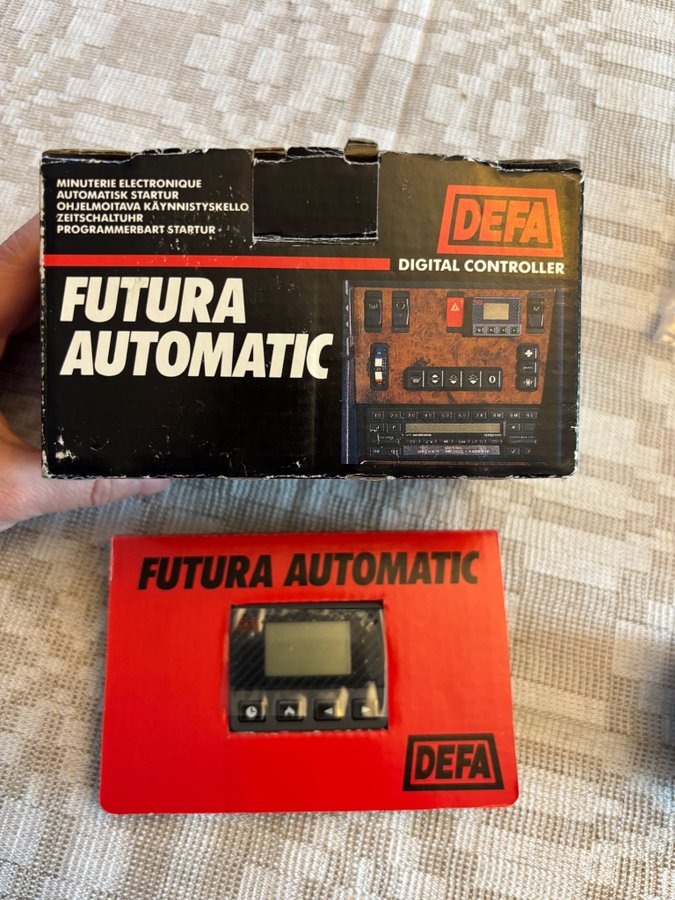 MINUTERIE ELECTRONIQUE
AUTOMATISK STARTUR
OHJELMOITAVA KÄYNNISTYSKELLO
ZEITSCHALTUHR
PROGRAMMERBART STARTUR
DEFA
DIGITAL CONTROLLER
FUTURA
AUTOMATIC
FUTURA AUTOMATIC
DEFA